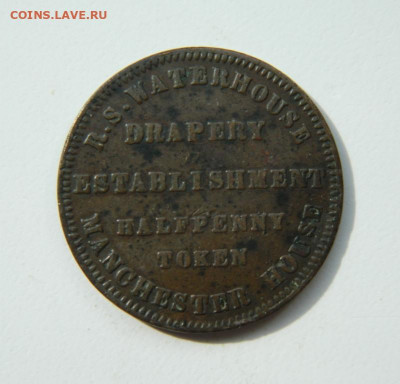 COINS.LAVE.RU
R.S. WATERHOUSE
DRAPERY
ESTABLISHMENT
HALFPENNY
TOKEN
MANCHESTER HOUSE